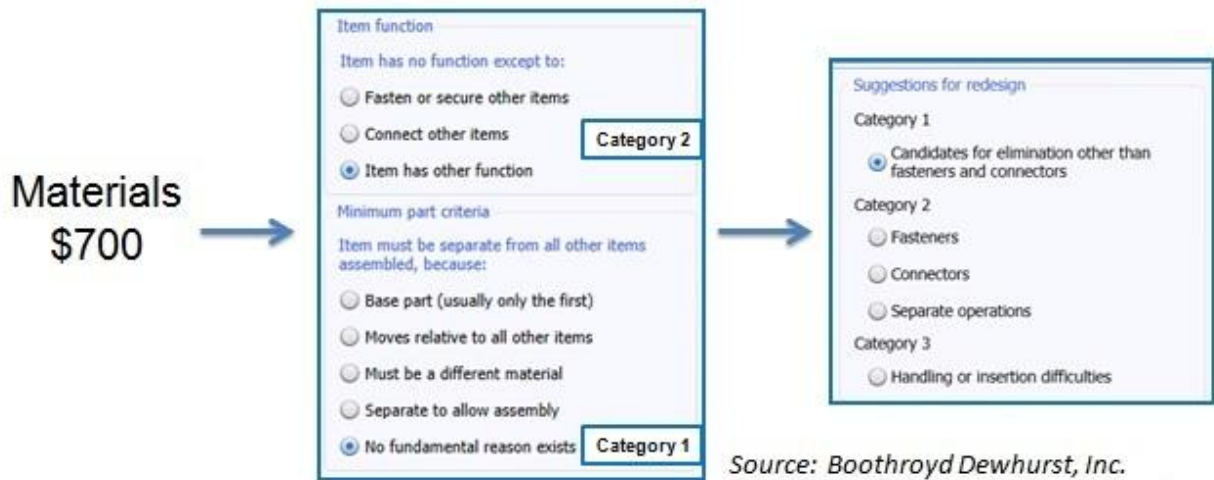 Materials
$700
Item function
Item has no function except to:
Fasten or secure other items
Connect other items
Category 2
Item has other function
Minimum part criteria
Item must be separate from all other items
assembled, because:
Base part (usually only the first)
Moves relative to all other items
Must be a different material
Separate to allow assembly
No fundamental reason exists
Category 1
Suggestions for redesign
Category 1
Candidates for elimination other than
fasteners and connectors
Category 2
Fasteners
Connectors
Separate operations
Category 3
Handling or insertion difficulties
Source: Boothroyd Dewhurst, Inc.